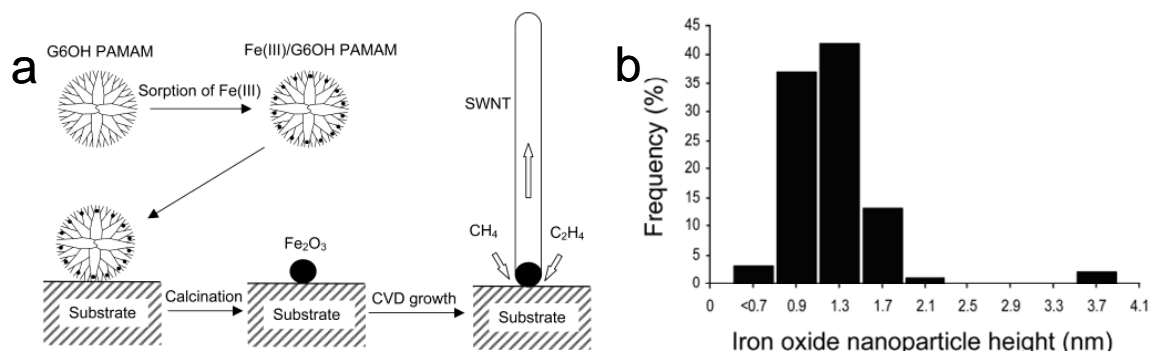 a
G6OH PAMAM
Fe(III)/G6OH PAMAM
Sorption of Fe(III)
SWNT
Fe₂O₃
CH₄
C₂H₄
Substrate
Calcination
Substrate
CVD growth
Substrate
b
Frequency (%)
45
40
35
30
25
20
15
10
5
0
0 <0.7 0.9 1.3 1.7 2.1 2.5 2.9 3.3 3.7 4.1
Iron oxide nanoparticle height (nm)